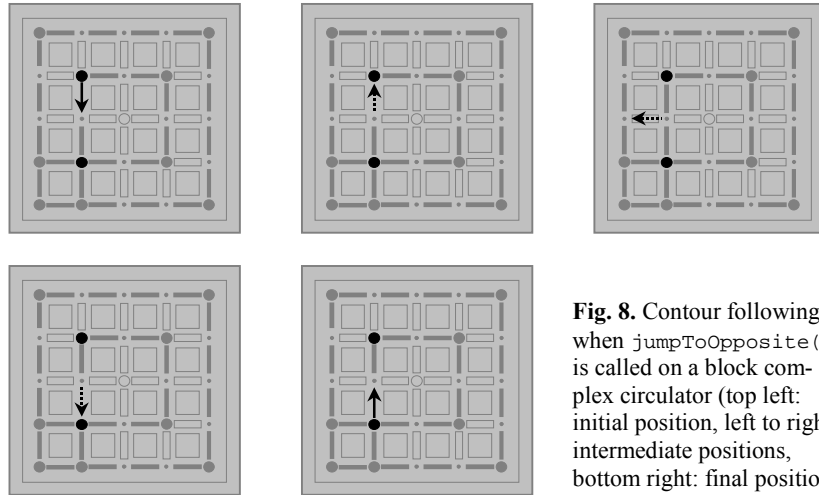 Fig. 8. Contour following
when jumpToOpposite(
is called on a block com-
plex circulator (top left:
initial position, left to righ
intermediate positions,
bottom right: final positio